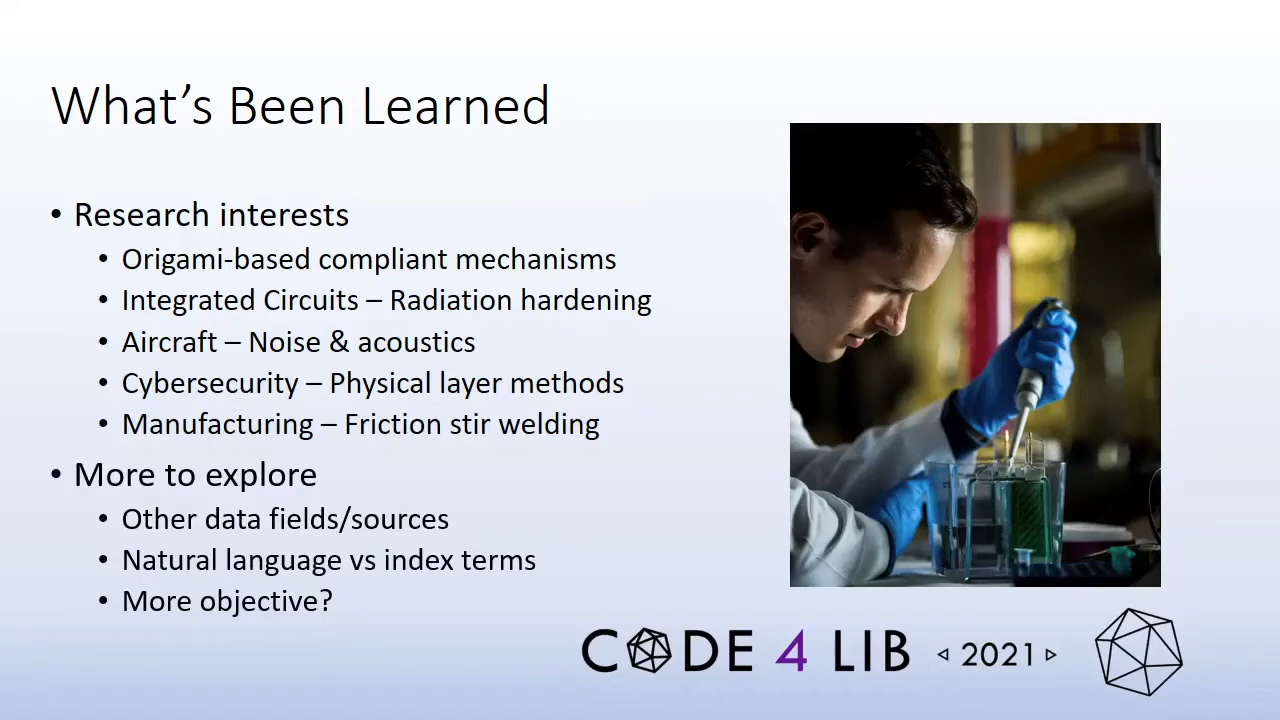 What's Been Learned
• Research interests
• Origami-based compliant mechanisms
• Integrated Circuits – Radiation hardening
• Aircraft – Noise & acoustics
• Cybersecurity – Physical layer methods
• Manufacturing – Friction stir welding
• More to explore
• Other data fields/sources
• Natural language vs index terms
• More objective?
CODE 4 LIB ◃ 2021 ▹